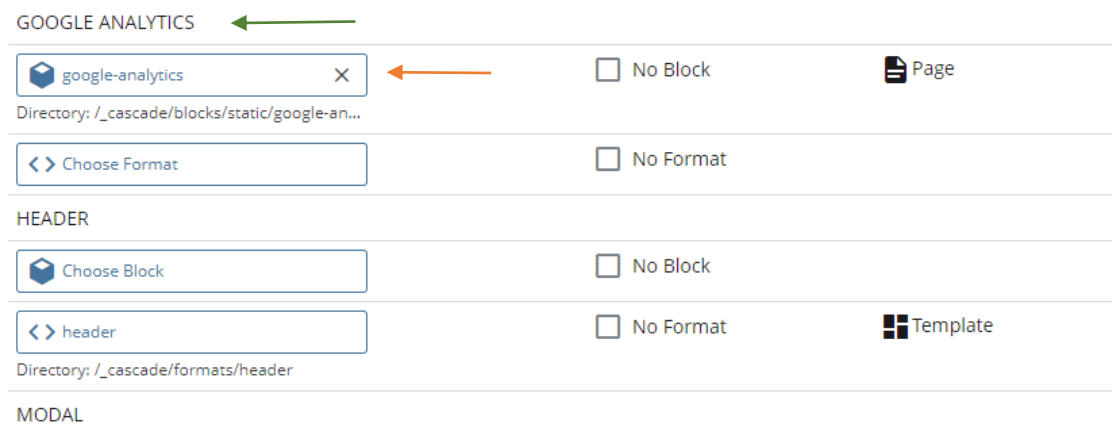 GOOGLE ANALYTICS
google-analytics No Block Page
Directory: /_cascade/blocks/static/google-an...
Choose Format No Format
HEADER
Choose Block No Block
header No Format Template
Directory: /_cascade/formats/header
MODAL